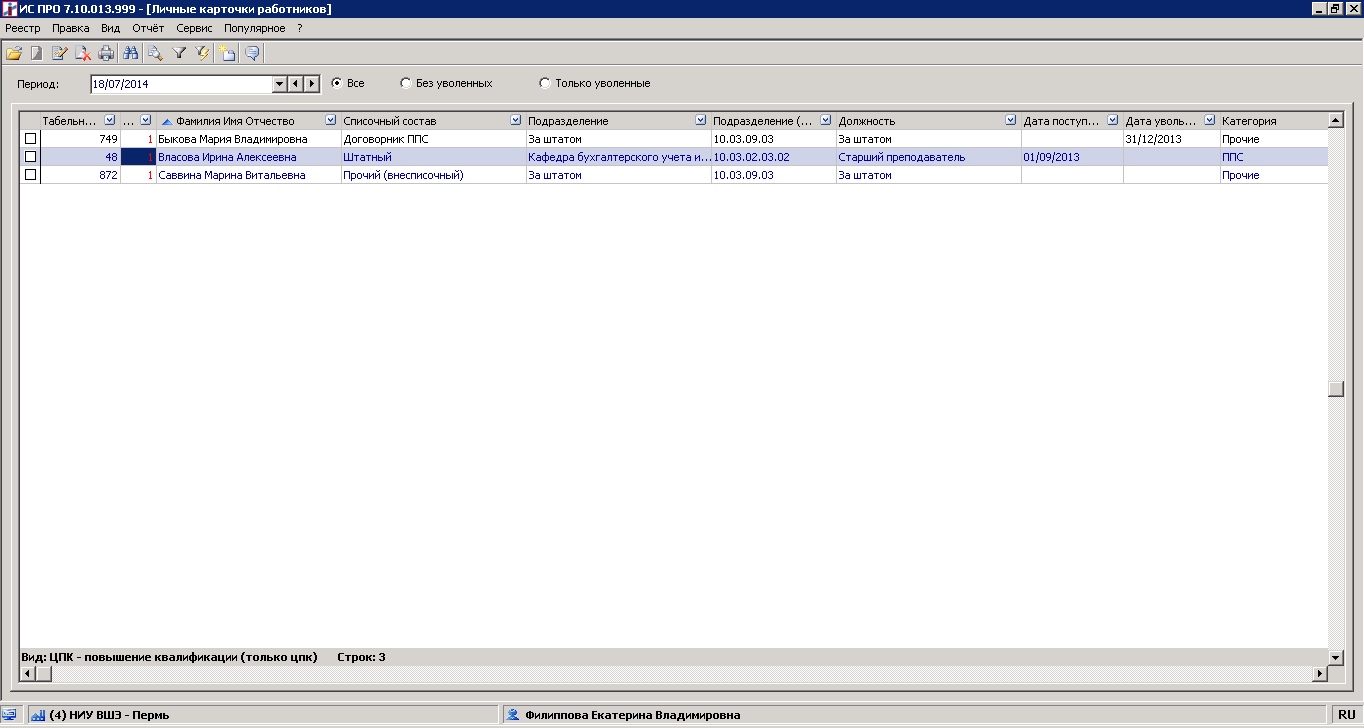 ИС ПРО 7.10.013.999 - [Личные карточки работников]
Реестр Правка Вид Отчёт Сервис Популярное ?
Период: 18/07/2014 Все Без уволенных Только уволенные
Табельн... ... Фамилия Имя Отчество Списочный состав Подразделение Подразделение (... Должность Дата поступ... Дата уволь... Категория
749 1 Быкова Мария Владимировна Договорник ППС За штатом 10.03.09.03 За штатом 31/12/2013 Прочие
48 1 Власова Ирина Алексеевна Штатный Кафедра бухгалтерского учета и... 10.03.02.03.02 Старший преподаватель 01/09/2013 ППС
872 1 Саввина Марина Витальевна Прочий (внесписочный) За штатом 10.03.09.03 За штатом Прочие
Вид: ЦПК - повышение квалификации (только цпк) Строк: 3
(4) НИУ ВШЭ - Пермь Филиппова Екатерина Владимировна RU